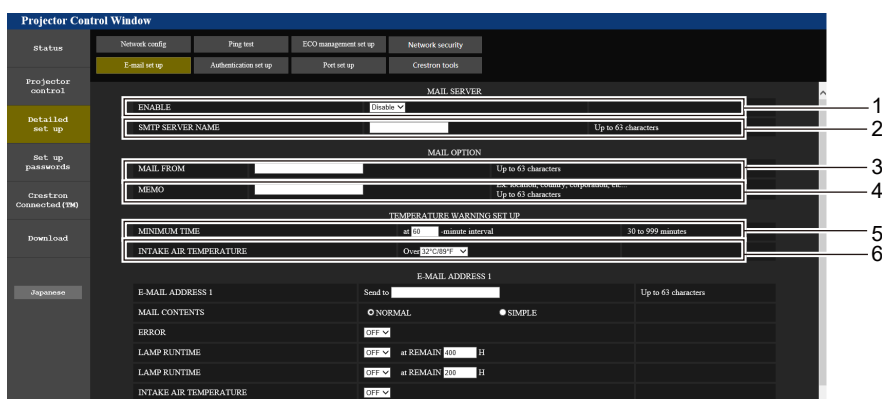 Projector Control Window
Status
Network config Ping test ECO management set up Network security
E-mail set up Authentication set up Port set up Crestron tools
Projector
control
Detailed
set up
Set up
passwords
Crestron
Connected(TM)
Download
Japanese
MAIL SERVER
ENABLE Disable 1
SMTP SERVER NAME Up to 63 characters 2
MAIL OPTION
MAIL FROM Up to 63 characters 3
MEMO Ex. location, country, corporation, etc...
Up to 63 characters 4
TEMPERATURE WARNING SET UP
MINIMUM TIME at 60 -minute interval 30 to 999 minutes 5
INTAKE AIR TEMPERATURE Over 32°C/89°F 6
E-MAIL ADDRESS 1
E-MAIL ADDRESS 1 Send to Up to 63 characters
MAIL CONTENTS NORMAL SIMPLE
ERROR OFF
LAMP RUNTIME OFF at REMAIN 400 H
LAMP RUNTIME OFF at REMAIN 200 H
INTAKE AIR TEMPERATURE OFF